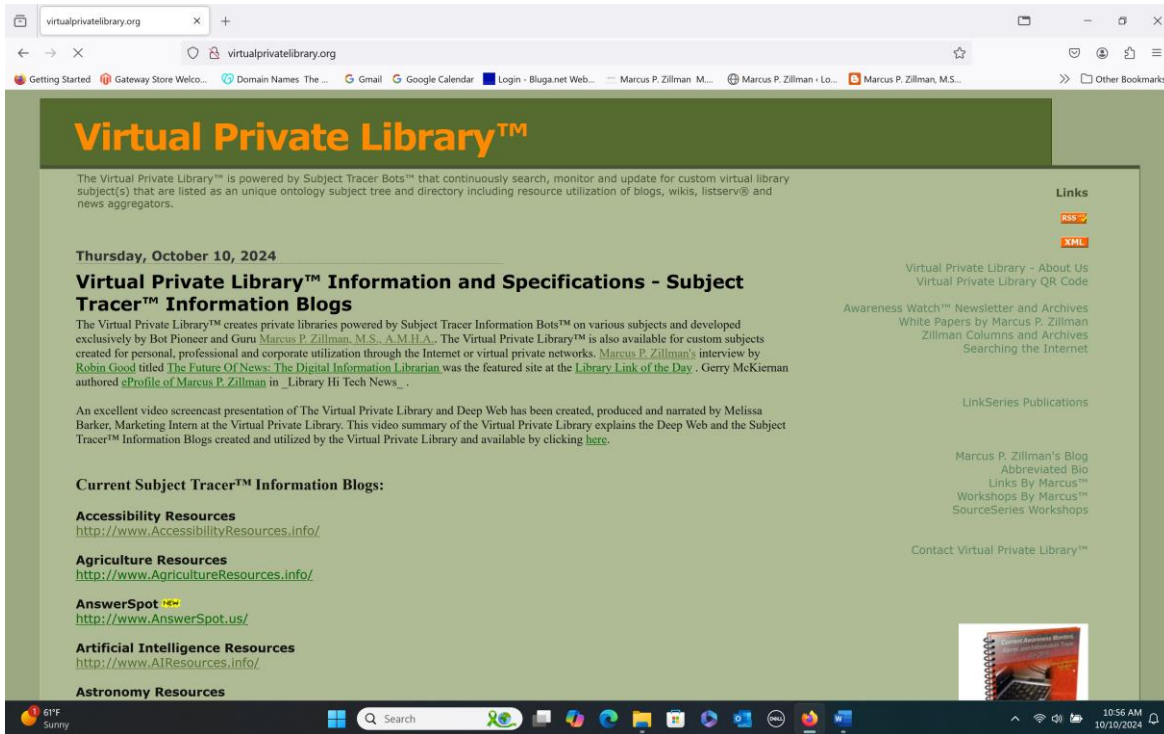 virtualprivatelibrary.org
virtualprivatelibrary.org
Getting Started Gateway Store Welco... Domain Names The ... Gmail Google Calendar Login - Bluga.net Web... Marcus P. Zillman M.... Marcus P. Zillman ‹ Lo... Marcus P. Zillman, M.S... Other Bookmarks
Virtual Private Library™
The Virtual Private Library™ is powered by Subject Tracer Bots™ that continuously search, monitor and update for custom virtual library
subject(s) that are listed as an unique ontology subject tree and directory including resource utilization of blogs, wikis, listserv® and
news aggregators.
Links
RSS
XML
Thursday, October 10, 2024
Virtual Private Library™ Information and Specifications - Subject
Tracer™ Information Blogs
The Virtual Private Library™ creates private libraries powered by Subject Tracer Information Bots™ on various subjects and developed
exclusively by Bot Pioneer and Guru Marcus P. Zillman, M.S., A.M.H.A.. The Virtual Private Library™ is also available for custom subjects
created for personal, professional and corporate utilization through the Internet or virtual private networks. Marcus P. Zillman's interview by
Robin Good titled The Future Of News: The Digital Information Librarian was the featured site at the Library Link of the Day . Gerry McKiernan
authored eProfile of Marcus P. Zillman in _Library Hi Tech News_ .
An excellent video screencast presentation of The Virtual Private Library and Deep Web has been created, produced and narrated by Melissa
Barker, Marketing Intern at the Virtual Private Library. This video summary of the Virtual Private Library explains the Deep Web and the Subject
Tracer™ Information Blogs created and utilized by the Virtual Private Library and available by clicking here.
Current Subject Tracer™ Information Blogs:
Accessibility Resources
http://www.AccessibilityResources.info/
Agriculture Resources
http://www.AgricultureResources.info/
AnswerSpot NEW
http://www.AnswerSpot.us/
Artificial Intelligence Resources
http://www.AIResources.info/
Astronomy Resources
Virtual Private Library - About Us
Virtual Private Library QR Code
Awareness Watch™ Newsletter and Archives
White Papers by Marcus P. Zillman
Zillman Columns and Archives
Searching the Internet
LinkSeries Publications
Marcus P. Zillman's Blog
Abbreviated Bio
Links By Marcus™
Workshops By Marcus™
SourceSeries Workshops
Contact Virtual Private Library™
1
61°F
Sunny
Search
DELL
10:56 AM
10/10/2024